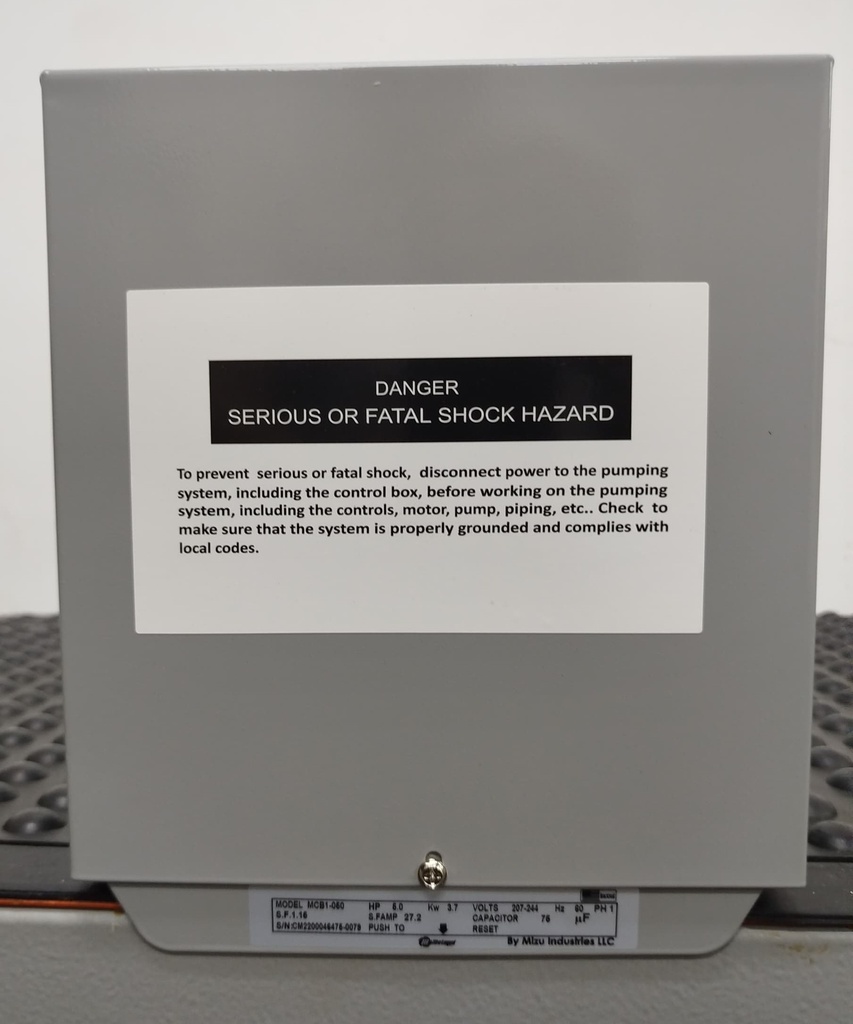 DANGER
SERIOUS OR FATAL SHOCK HAZARD
To prevent serious or fatal shock, disconnect power to the pumping
system, including the control box, before working on the pumping
system, including the controls, motor, pump, piping, etc.. Check to
make sure that the system is properly grounded and complies with
local codes.
MODEL MCB1-050 HP 5.0 Kw 3.7 VOLTS 207-244 Hz 60 PH 1
S.F.1.15 S.FAMP 27.2 CAPACITOR 75 µF
S/N:CM2200046476-0079 PUSH TO RESET
By Mizu Industries LLC